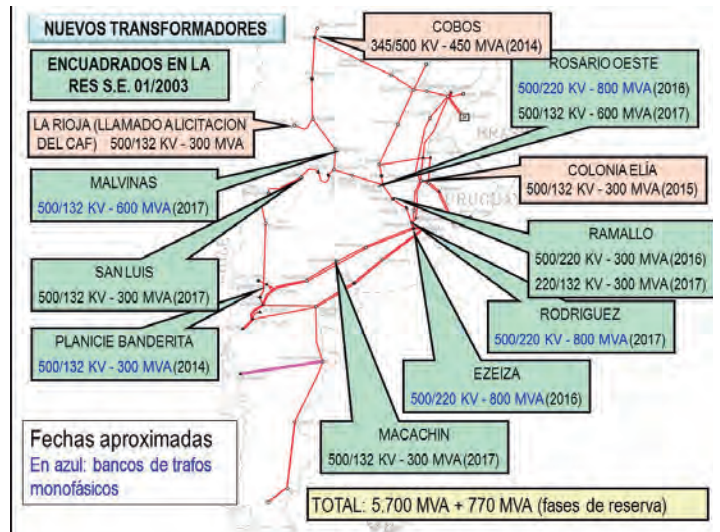 NUEVOS TRANSFORMADORES
ENCUADRADOS EN LA
RES S.E. 01/2003
COBOS
345/500 KV - 450 MVA (2014)
ROSARIO OESTE
500/220 KV - 800 MVA (2016)
500/132 KV - 600 MVA (2017)
LA RIOJA (LLAMADO A LICITACION
DEL CAF) 500/132 KV - 300 MVA
COLONIA ELÍA
500/132 KV - 300 MVA (2015)
MALVINAS
500/132 KV - 600 MVA (2017)
URUGUAY
RAMALLO
500/220 KV - 300 MVA (2016)
220/132 KV - 300 MVA (2017)
SAN LUIS
500/132 KV - 300 MVA (2017)
RODRIGUEZ
500/220 KV - 800 MVA (2017)
PLANICIE BANDERITA
500/132 KV - 300 MVA (2014)
EZEIZA
500/220 KV - 800 MVA (2016)
MACACHIN
500/132 KV - 300 MVA (2017)
Fechas aproximadas
En azul: bancos de trafos
monofásicos
TOTAL: 5.700 MVA + 770 MVA (fases de reserva)